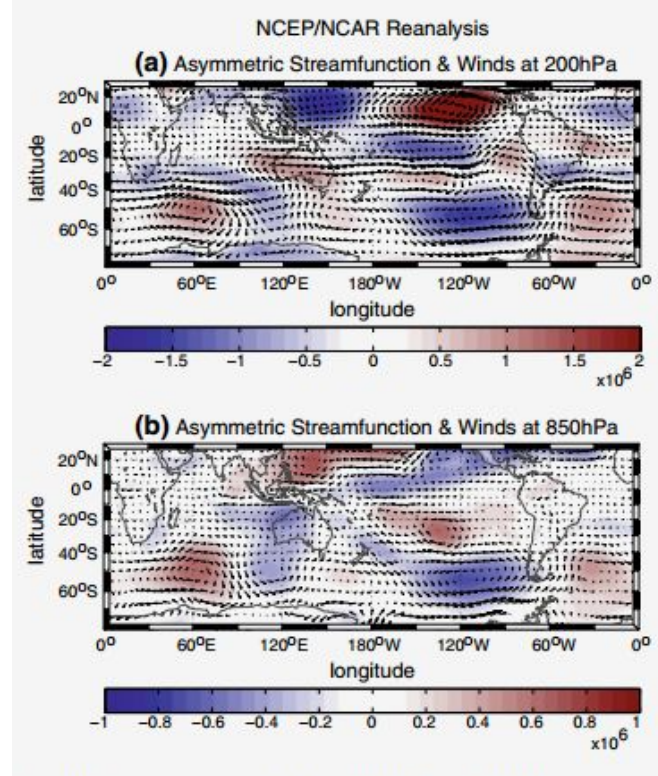 NCEP/NCAR Reanalysis
(a) Asymmetric Streamfunction & Winds at 200hPa
20°N
0°
20°S
40°S
60°S
latitude
0° 60°E 120°E 180°W 120°W 60°W 0°
longitude
−2 −1.5 −1 −0.5 0 0.5 1 1.5 2
x10⁶
(b) Asymmetric Streamfunction & Winds at 850hPa
20°N
0°
20°S
40°S
60°S
latitude
0° 60°E 120°E 180°W 120°W 60°W 0°
longitude
−1 −0.8 −0.6 −0.4 −0.2 0 0.2 0.4 0.6 0.8 1
x10⁶